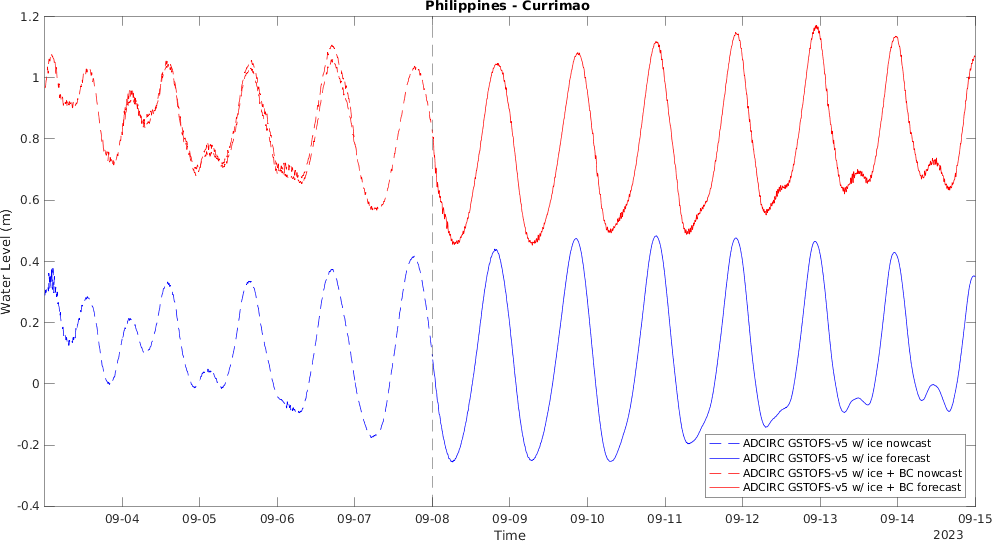 Philippines - Currimao
1.2
1
0.8
0.6
0.4
0.2
0
-0.2
-0.4
Water Level (m)
ADCIRC GSTOFS-v5 w/ ice nowcast
ADCIRC GSTOFS-v5 w/ ice forecast
ADCIRC GSTOFS-v5 w/ ice + BC nowcast
ADCIRC GSTOFS-v5 w/ ice + BC forecast
09-04 09-05 09-06 09-07 09-08 09-09 09-10 09-11 09-12 09-13 09-14 09-15
Time
2023